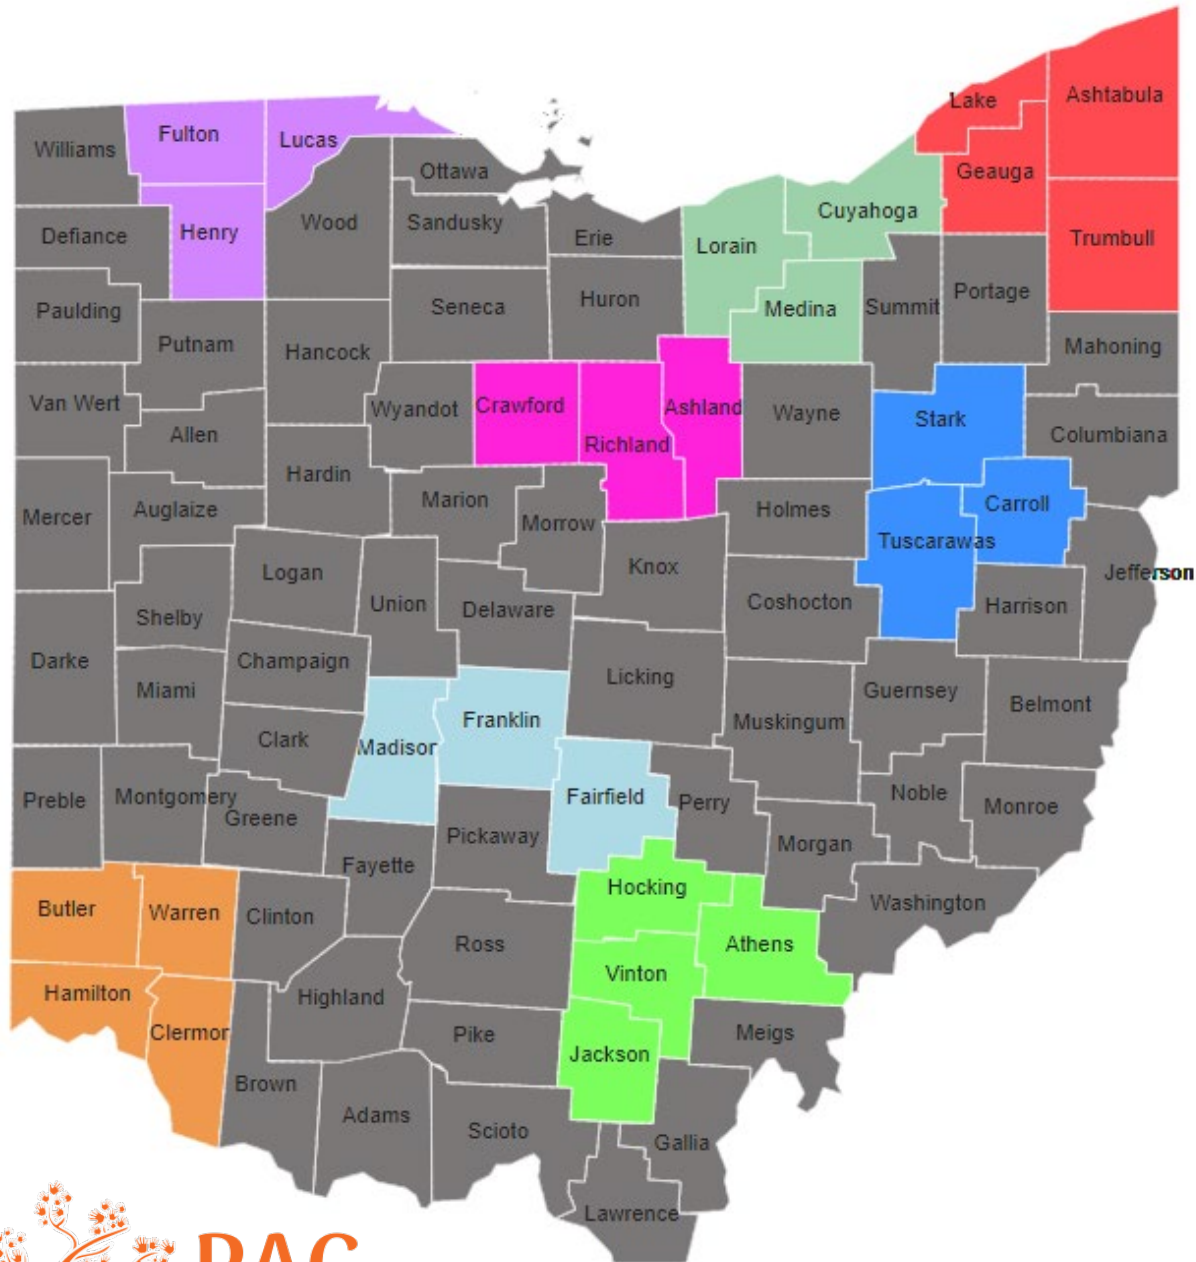 Lake
Ashtabula
Fulton
Lucas
Williams
Ottawa
Geauga
Cuyahoga
Wood
Sandusky
Henry
Defiance
Erie
Lorain
Trumbull
Portage
Huron
Seneca
Medina
Summit
Paulding
Putnam
Hancock
Mahoning
Van Wert
Wyandot
Crawford
Ashland
Wayne
Stark
Allen
Richland
Columbiana
Hardin
Marion
Carroll
Mercer
Auglaize
Morrow
Holmes
Tuscarawas
Logan
Knox
Jefferson
Union
Delaware
Coshocton
Harrison
Shelby
Darke
Champaign
Licking
Miami
Guernsey
Belmont
Franklin
Muskingum
Clark
Madisor
Preble
Montgomery
Fairfield
Perry
Noble
Monroe
Greene
Pickaway
Morgan
Fayette
Hocking
Butler
Warren
Clinton
Washington
Ross
Athens
Vinton
Hamilton
Highland
Clermor
Pike
Meigs
Jackson
Brown
Adams
Scioto
Gallia
Lawrence